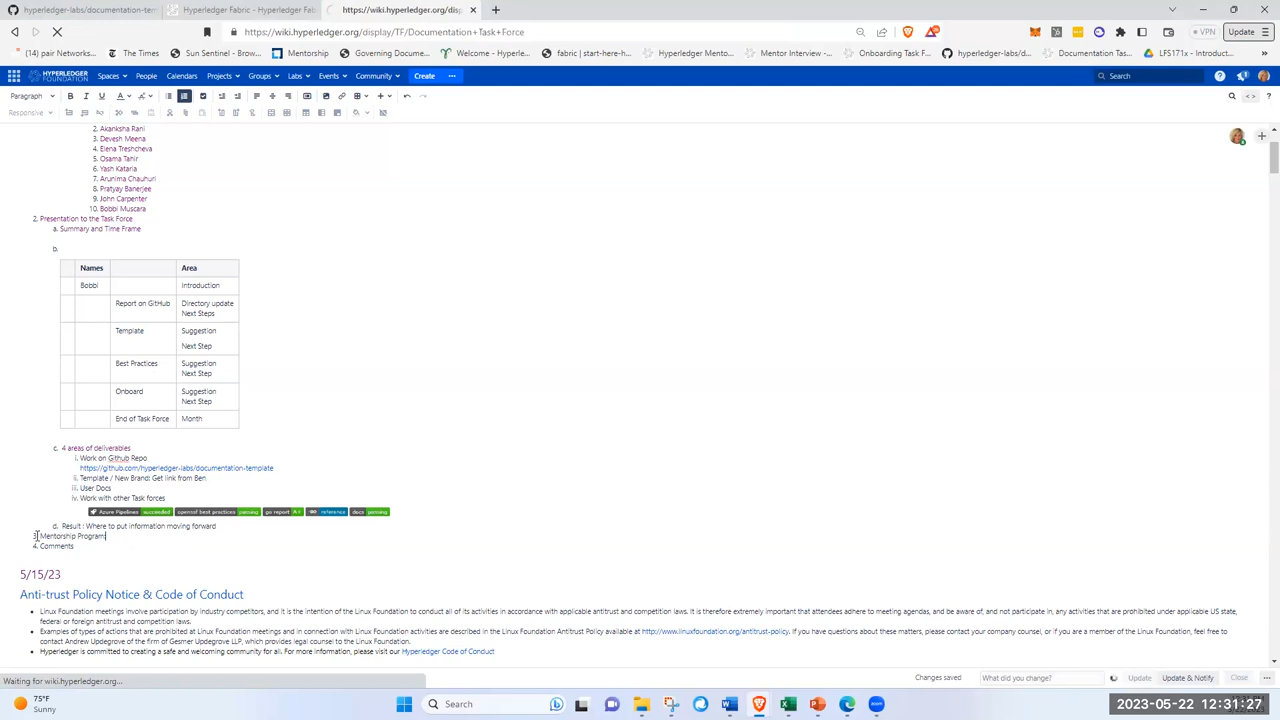 hyperledger-labs/documentation-tem
Hyperledger Fabric - Hyperledger Fab
https://wiki.hyperledger.org/disp
https://wiki.hyperledger.org/display/TF/Documentation+Task+Force
VPN
Update
(14) pair Networks...
The Times
Sun Sentinel - Brow...
Mentorship
Governing Docume...
Welcome - Hyperle...
fabric | start-here-h...
Hyperledger Mento...
Mentor Interview -...
Onboarding Task F...
hyperledger-labs/d...
Documentation Tas...
LFS171x - Introduct...
HYPERLEDGER FOUNDATION
Spaces
People
Calendars
Projects
Groups
Labs
Events
Community
Create
Search
Paragraph
Responsive
2. Akanksha Rani
3. Devesh Meena
4. Elena Treshcheva
5. Osama Tahir
6. Yash Kataria
7. Arunima Chauhuri
8. Pratyay Banerjee
9. John Carpenter
10. Bobbi Muscara
2. Presentation to the Task Force
a. Summary and Time Frame
b.
Names Area
Bobbi Introduction
Report on GitHub Directory update
Next Steps
Template Suggestion
Next Step
Best Practices Suggestion
Next Step
Onboard Suggestion
Next Step
End of Task Force Month
c. 4 areas of deliverables
i. Work on Github Repo
https://github.com/hyperledger-labs/documentation-template
ii. Template / New Brand: Get link from Ben
iii. User Docs
iv. Work with other Task forces
Azure Pipelines succeeded openssf best practices passing go report A+ reference docs passing
d. Result : Where to put information moving forward
3. Mentorship Program:
4. Comments
5/15/23
Anti-trust Policy Notice & Code of Conduct
• Linux Foundation meetings involve participation by industry competitors, and it is the intention of the Linux Foundation to conduct all of its activities in accordance with applicable antitrust and competition laws. It is therefore extremely important that attendees adhere to meeting agendas, and be aware of, and not participate in, any activities that are prohibited under applicable US state,
federal or foreign antitrust and competition laws.
• Examples of types of actions that are prohibited at Linux Foundation meetings and in connection with Linux Foundation activities are described in the Linux Foundation Antitrust Policy available at http://www.linuxfoundation.org/antitrust-policy. If you have questions about these matters, please contact your company counsel, or if you are a member of the Linux Foundation, feel free to
contact Andrew Updegrove of the firm of Gesmer Updegrove LLP, which provides legal counsel to the Linux Foundation.
• Hyperledger is committed to creating a safe and welcoming community for all. For more information, please visit our Hyperledger Code of Conduct
Waiting for wiki.hyperledger.org...
Changes saved
What did you change?
Update
Update & Notify
Close
75°F
Sunny
Search
2023-05-22 12:31:27